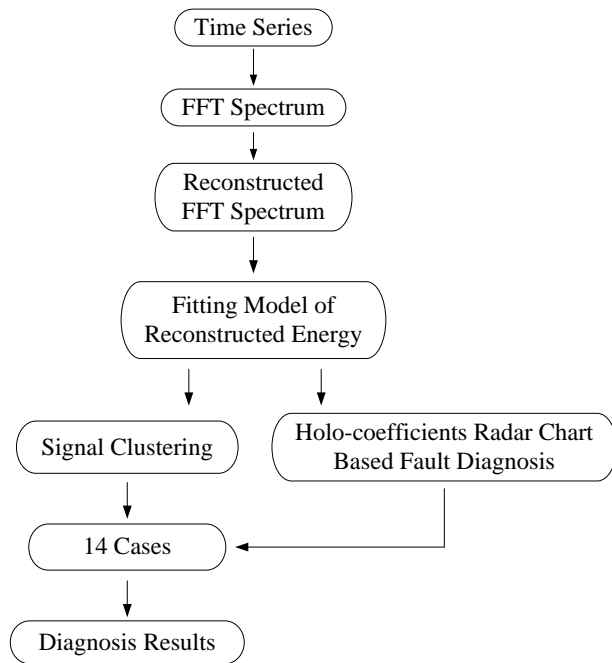 Time Series
FFT Spectrum
Reconstructed
FFT Spectrum
Fitting Model of
Reconstructed Energy
Signal Clustering
Holo-coefficients Radar Chart
Based Fault Diagnosis
14 Cases
Diagnosis Results